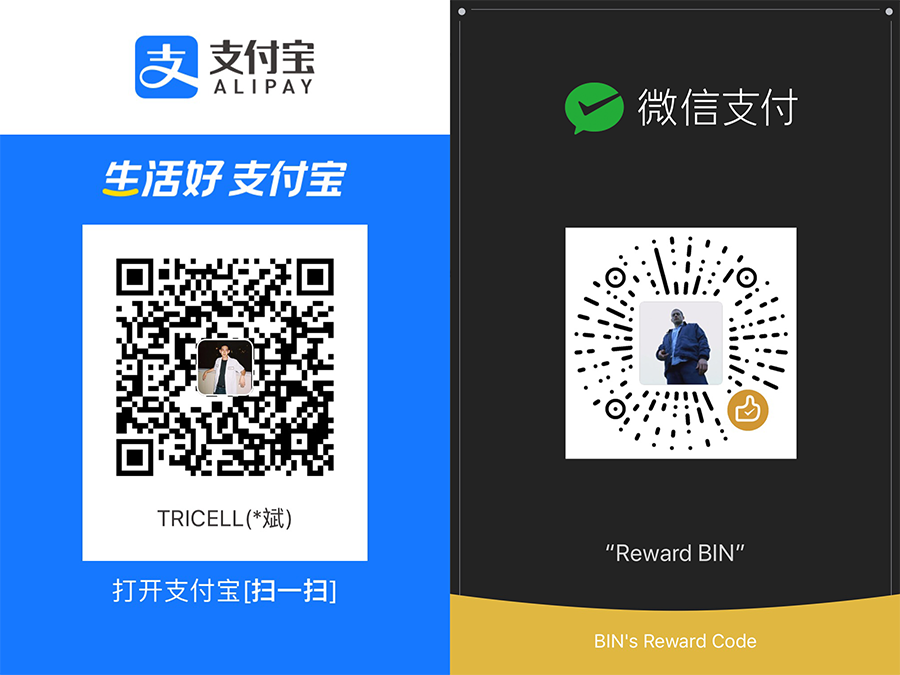 支付宝
ALIPAY
生活好 支付宝
TRICELL(*斌)
打开支付宝[扫一扫]
微信支付
“Reward BIN”
BIN's Reward Code